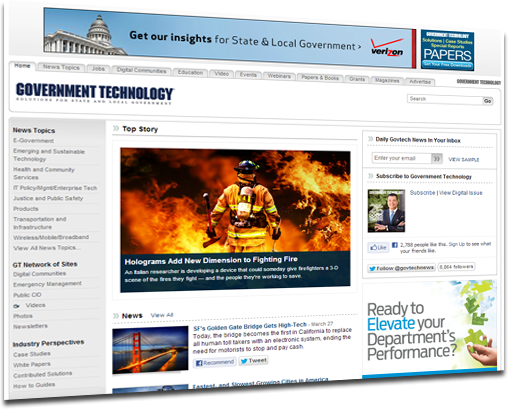 Get our insights for State & Local Government >
verizon
GOVERNMENT TECHNOLOGY
Solutions | Case Studies
Special Reports
PAPERS
Get Your Free Downloads
Home
News Topics
Jobs
Digital Communities
Education
Video
Events
Webinars
Papers & Books
Grants
Magazines
Advertise
GOVERNMENT TECHNOLOGY
GOVERNMENT TECHNOLOGY
SOLUTIONS FOR STATE AND LOCAL GOVERNMENT
Search
Go
News Topics
E-Government
Emerging and Sustainable
Technology
Health and Community
Services
IT Policy/Mgmt/Enterprise Tech
Justice and Public Safety
Products
Transportation and
Infrastructure
Wireless/Mobile/Broadband
View All News Topics...
GT Network of Sites
Digital Communities
Emergency Management
Public CIO
Videos
Photos
Newsletters
Industry Perspectives
Case Studies
White Papers
Contributed Solutions
How to Guides
Top Story
Holograms Add New Dimension to Fighting Fire
An Italian researcher is developing a device that could someday give firefighters a 3-D
scene of the fires they fight — and the people they're working to save.
News View All
SF's Golden Gate Bridge Gets High-Tech - March 27
Today, the bridge becomes the first in California to replace
all human toll takers with an electronic system, ending the
need for motorists to stop and pay cash.
Recommend
Tweet
Fastest- and Slowest Growing Cities in America
Daily Govtech News In Your Inbox
Enter your email
VIEW SAMPLE
Subscribe to Government Technology
Subscribe | View Digital Issue
Like
people like this. Sign Up to see what
your friends like.
Follow @govtechnews
followers
Ready to
Elevate your
Department's
Performance?